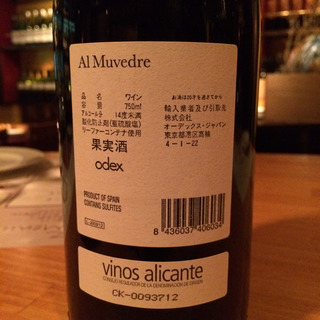 Al Muvedre
品 名 ワイン
容 量 750ml
アルコール分 14度未満
酸化防止剤(亜硫酸塩)
リーファーコンテナ使用
果実酒
odex
お酒は20才を過ぎてから
輸入業者及び引取先
株式会社
オーデックス・ジャパン
東京都港区高輪
4-1-22
PRODUCT OF SPAIN
CONTAINS SULFITES
8 436037 406034
vinos alicante
CONSEJO REGULADOR DE LA DENOMINACIÓN DE ORIGEN
CK-0093712